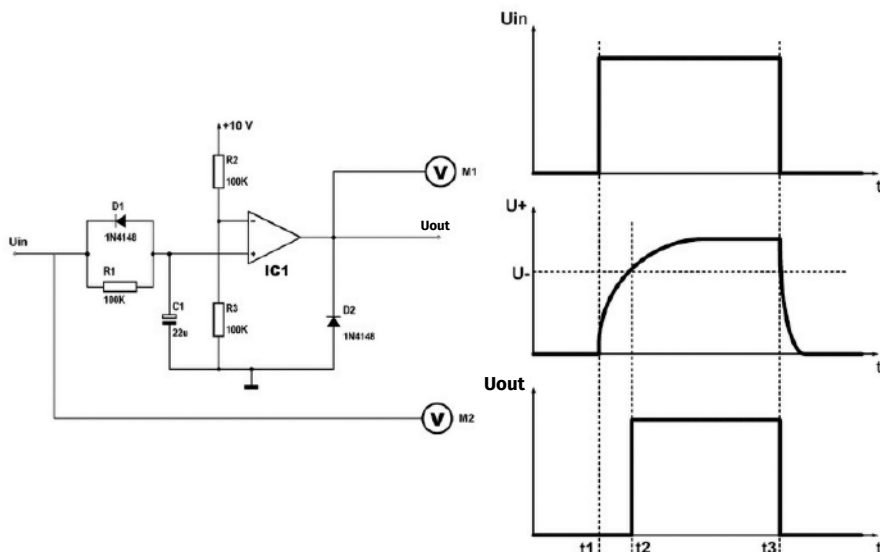 +10 V
R2
100K
V
M1
D1
1N4148
Uin
R1
100K
C1
22u
-
+
IC1
Uout
R3
100K
D2
1N4148
V
M2
Uin
t
U+
U-
t
Uout
t1
t2
t3
t